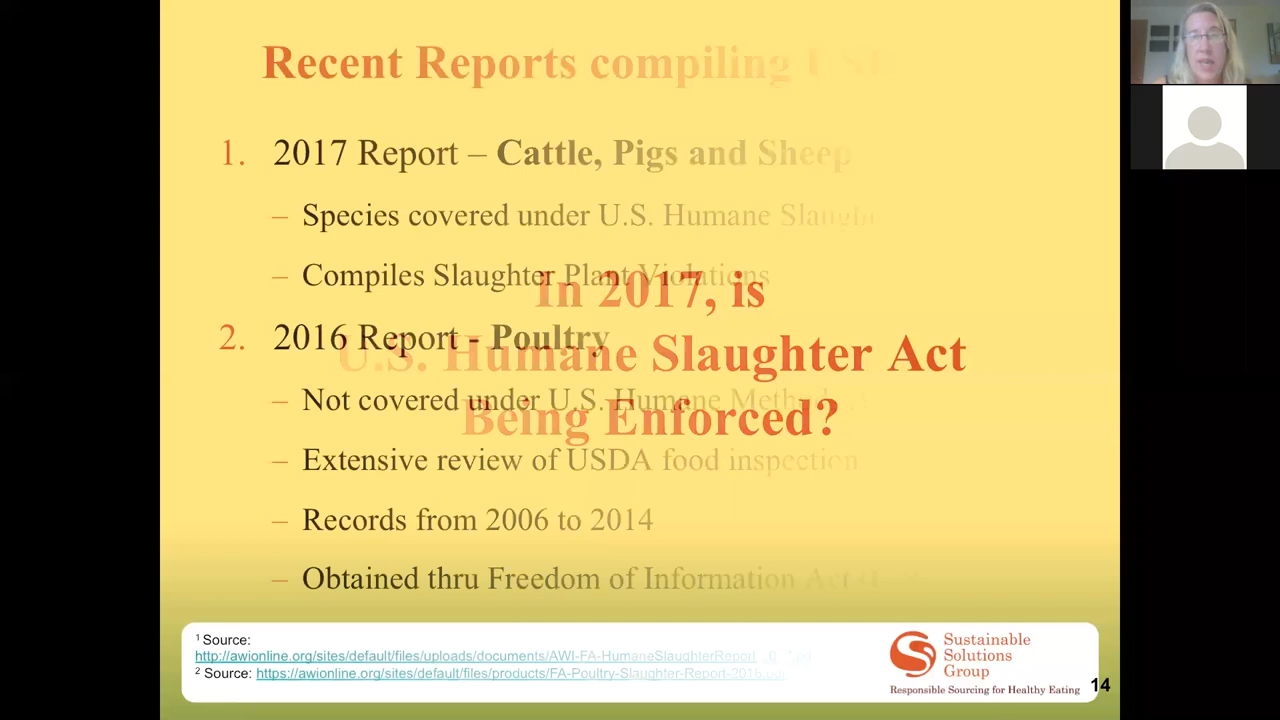 Recent Reports compiling
1. 2017 Report – Cattle, Pigs and Sheep
– Species covered under U.S. Humane
– Compiles Slaughter Plant Violations
In 2017, is
2. 2016 Report - Poultry
U.S. Humane Slaughter Act
– Not covered under U.S. Humane
Being Enforced?
– Extensive review of USDA food inspection
– Records from 2006 to 2014
– Obtained thru Freedom of Information Act
1 Source:
http://awionline.org/sites/default/files/uploads/documents/AWI-FA-HumaneSlaughterReport
2 Source: https://awionline.org/sites/default/files/products/FA-Poultry-Slaughter-Report-2016.
Sustainable
Solutions
Group
Responsible Sourcing for Healthy Eating
14